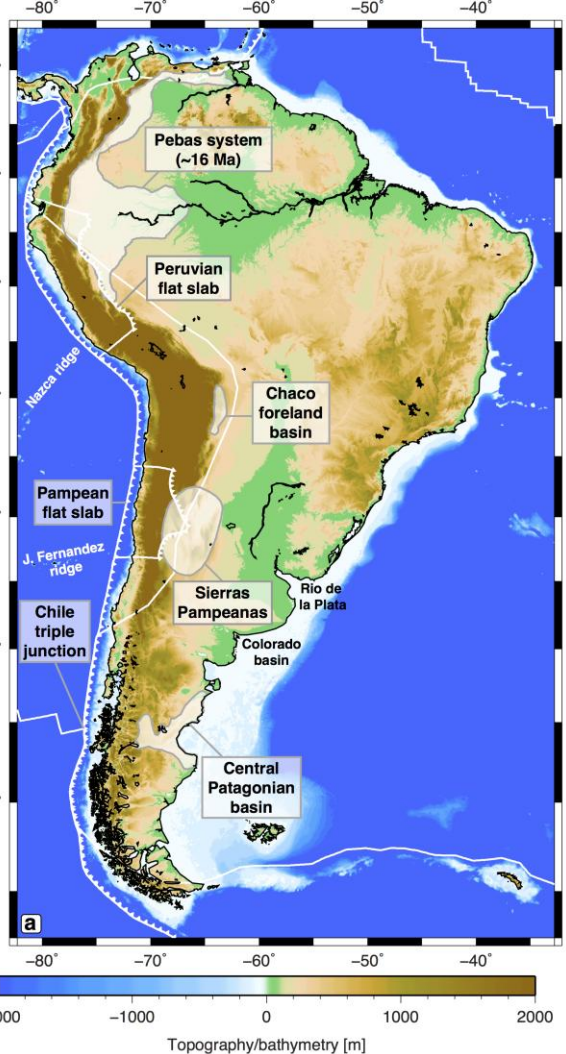 −80° −70° −60° −50° −40°
Pebas system
(~16 Ma)
Peruvian
flat slab
Nazca ridge
Chaco
foreland
basin
Pampean
flat slab
J. Fernandez
ridge
Sierras
Pampeanas
Rio de
la Plata
Chile
triple
junction
Colorado
basin
Central
Patagonian
basin
a
−80° −70° −60° −50° −40°
000 −1000 0 1000 2000
Topography/bathymetry [m]